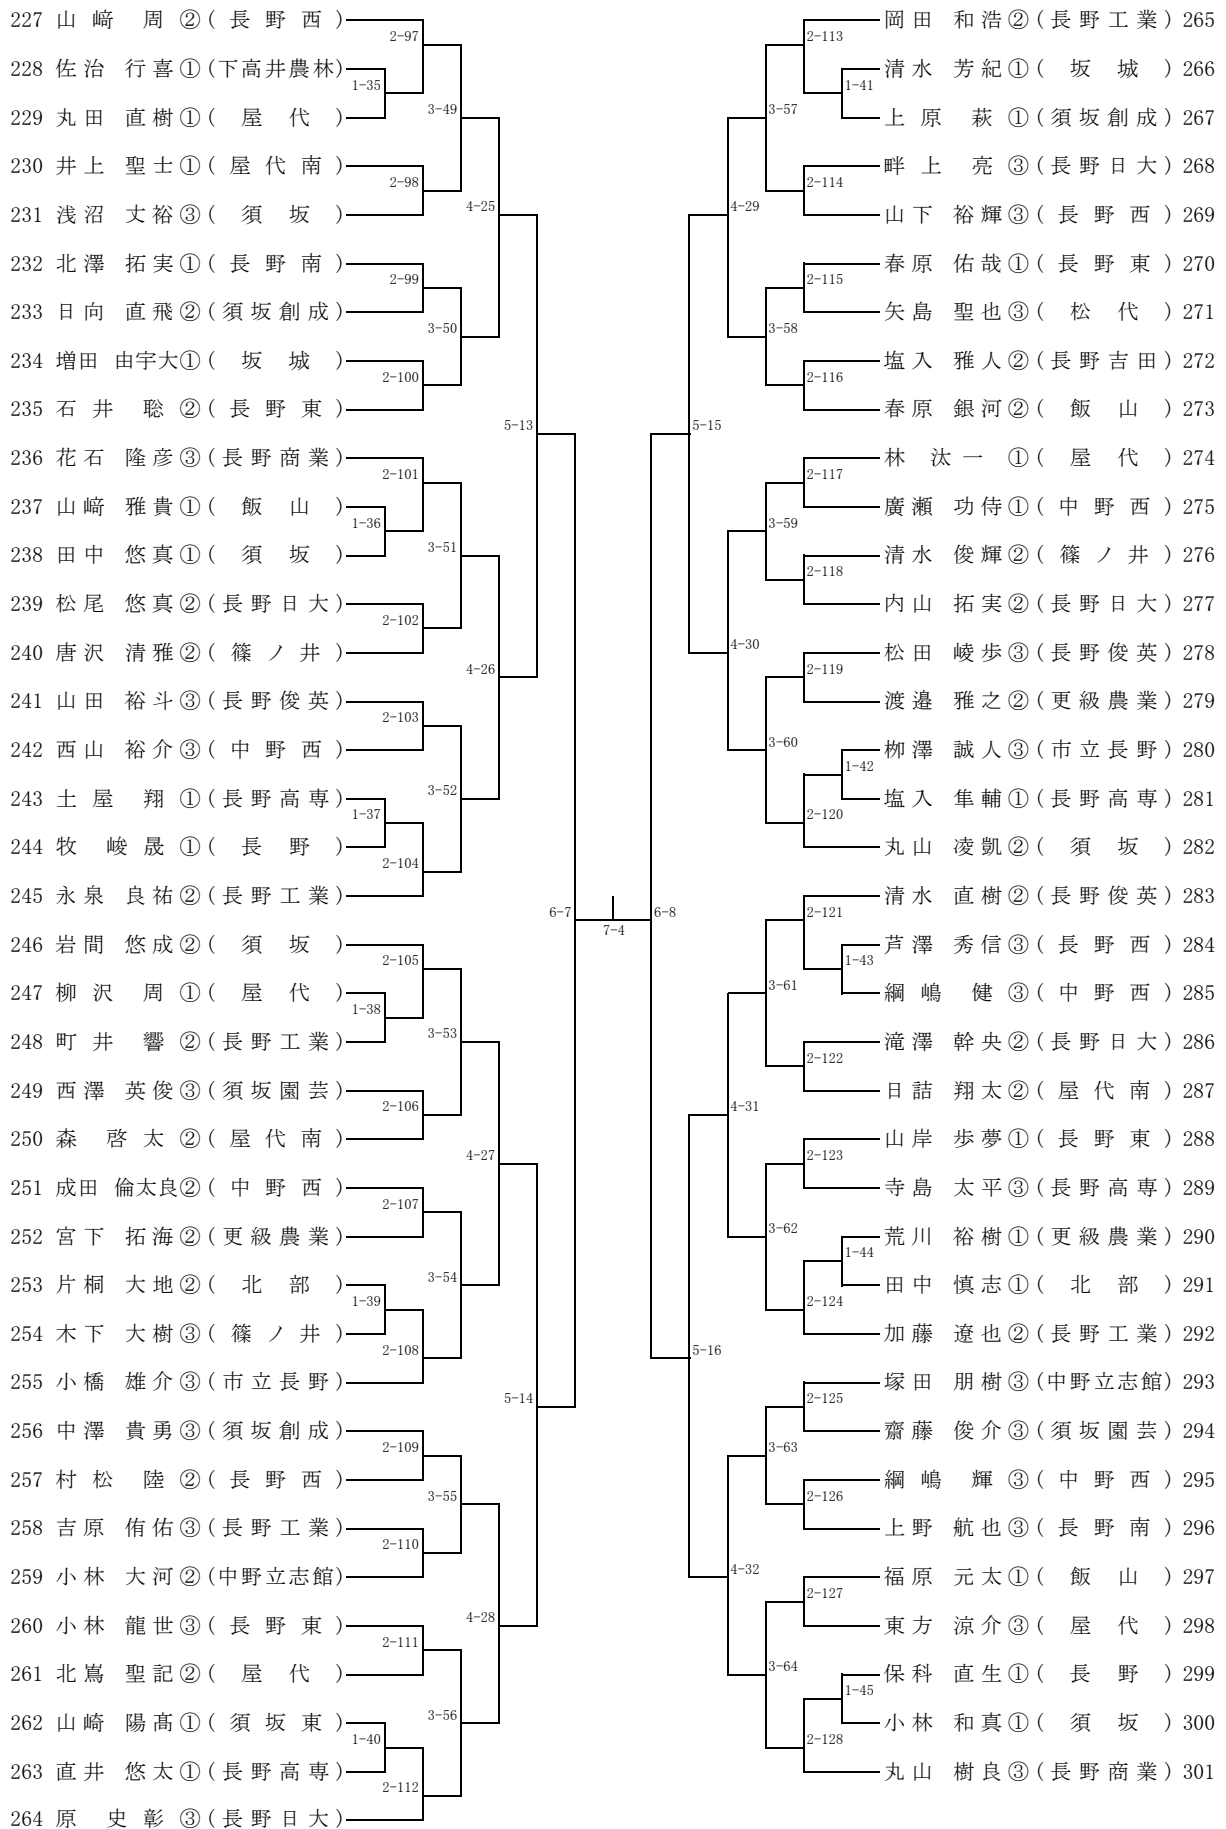 227 山﨑 周②(長野西)
228 佐治 行喜①(下高井農林)
229 丸田 直樹①(屋代)
230 井上 聖士①(屋代南)
231 浅沼 丈裕③(須坂)
232 北澤 拓実①(長野南)
233 日向 直飛②(須坂創成)
234 増田 由宇大①(坂城)
235 石井 聡②(長野東)
236 花石 隆彦③(長野商業)
237 山﨑 雅貴①(飯山)
238 田中 悠真①(須坂)
239 松尾 悠真②(長野日大)
240 唐沢 清雅②(篠ノ井)
241 山田 裕斗③(長野俊英)
242 西山 裕介③(中野西)
243 土屋 翔①(長野高専)
244 牧 峻晟①(長野)
245 永泉 良祐②(長野工業)
246 岩間 悠成②(須坂)
247 柳沢 周①(屋代)
248 町井 響②(長野工業)
249 西澤 英俊③(須坂園芸)
250 森 啓太②(屋代南)
251 成田 倫太良②(中野西)
252 宮下 拓海②(更級農業)
253 片桐 大地②(北部)
254 木下 大樹③(篠ノ井)
255 小橋 雄介③(市立長野)
256 中澤 貴勇③(須坂創成)
257 村松 陸②(長野西)
258 吉原 侑佑③(長野工業)
259 小林 大河②(中野立志館)
260 小林 龍世③(長野東)
261 北嶌 聖記②(屋代)
262 山崎 陽髙①(須坂東)
263 直井 悠太①(長野高専)
264 原 史彰③(長野日大)
1-35
1-36
1-37
1-38
1-39
1-40
2-97
2-98
2-99
2-100
2-101
2-102
2-103
2-104
2-105
2-106
2-107
2-108
2-109
2-110
2-111
2-112
3-49
3-50
3-51
3-52
3-53
3-54
3-55
3-56
4-25
4-26
4-27
4-28
5-13
5-14
6-7
7-4
6-8
5-15
5-16
4-29
4-30
4-31
4-32
3-57
3-58
3-59
3-60
3-61
3-62
3-63
3-64
2-113
2-114
2-115
2-116
2-117
2-118
2-119
2-120
2-121
2-122
2-123
2-124
2-125
2-126
2-127
2-128
1-41
1-42
1-43
1-44
1-45
岡田 和浩②(長野工業) 265
清水 芳紀①(坂城) 266
上原 萩①(須坂創成) 267
畔上 亮③(長野日大) 268
山下 裕輝③(長野西) 269
春原 佑哉①(長野東) 270
矢島 聖也③(松代) 271
塩入 雅人②(長野吉田) 272
春原 銀河②(飯山) 273
林 汰一①(屋代) 274
廣瀬 功侍①(中野西) 275
清水 俊輝②(篠ノ井) 276
内山 拓実②(長野日大) 277
松田 崚歩③(長野俊英) 278
渡邉 雅之②(更級農業) 279
栁澤 誠人③(市立長野) 280
塩入 隼輔①(長野高専) 281
丸山 凌凱②(須坂) 282
清水 直樹②(長野俊英) 283
芦澤 秀信③(長野西) 284
綱嶋 健③(中野西) 285
滝澤 幹央②(長野日大) 286
日詰 翔太②(屋代南) 287
山岸 歩夢①(長野東) 288
寺島 太平③(長野高専) 289
荒川 裕樹①(更級農業) 290
田中 慎志①(北部) 291
加藤 遼也②(長野工業) 292
塚田 朋樹③(中野立志館) 293
齋藤 俊介③(須坂園芸) 294
綱嶋 輝③(中野西) 295
上野 航也③(長野南) 296
福原 元太①(飯山) 297
東方 涼介③(屋代) 298
保科 直生①(長野) 299
小林 和真①(須坂) 300
丸山 樹良③(長野商業) 301